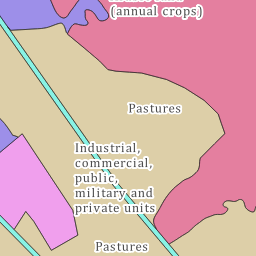 (annual crops)
Pastures
Industrial,
commercial,
public,
military and
private units
Pastures